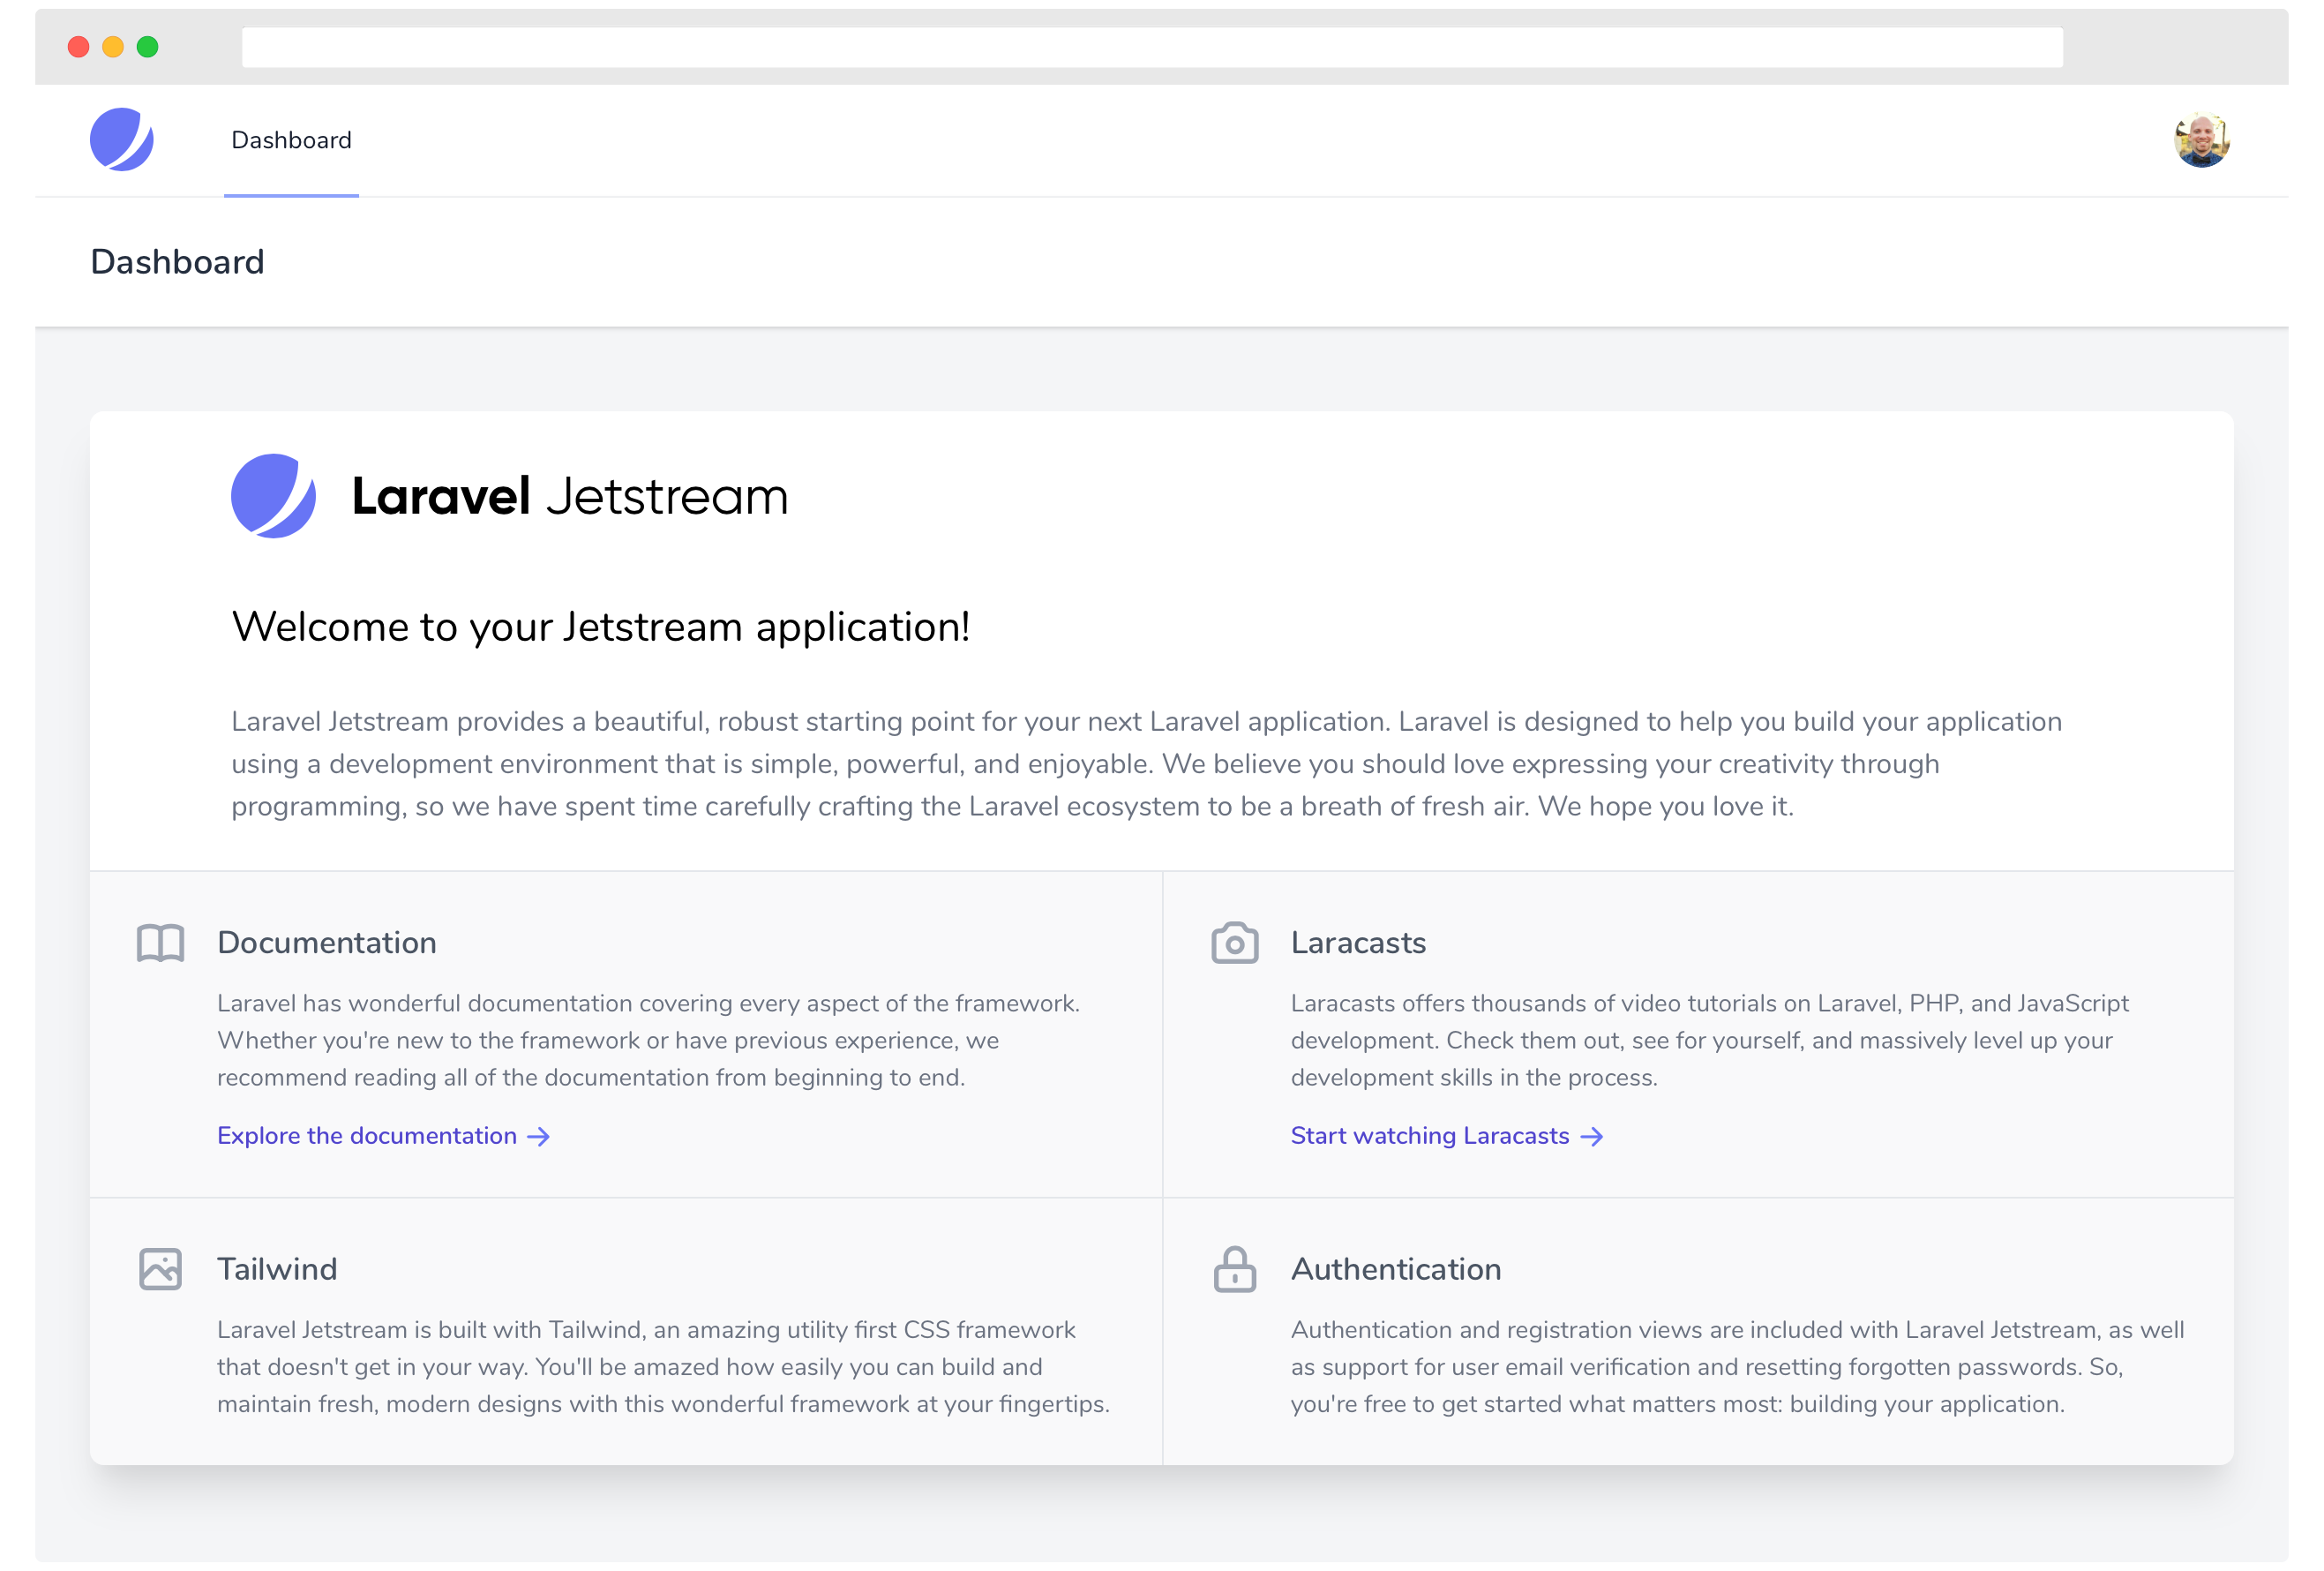 Dashboard
Dashboard
Laravel Jetstream
Welcome to your Jetstream application!
Laravel Jetstream provides a beautiful, robust starting point for your next Laravel application. Laravel is designed to help you build your application
using a development environment that is simple, powerful, and enjoyable. We believe you should love expressing your creativity through
programming, so we have spent time carefully crafting the Laravel ecosystem to be a breath of fresh air. We hope you love it.
Documentation
Laravel has wonderful documentation covering every aspect of the framework.
Whether you're new to the framework or have previous experience, we
recommend reading all of the documentation from beginning to end.
Explore the documentation →
Laracasts
Laracasts offers thousands of video tutorials on Laravel, PHP, and JavaScript
development. Check them out, see for yourself, and massively level up your
development skills in the process.
Start watching Laracasts →
Tailwind
Laravel Jetstream is built with Tailwind, an amazing utility first CSS framework
that doesn't get in your way. You'll be amazed how easily you can build and
maintain fresh, modern designs with this wonderful framework at your fingertips.
Authentication
Authentication and registration views are included with Laravel Jetstream, as well
as support for user email verification and resetting forgotten passwords. So,
you're free to get started what matters most: building your application.